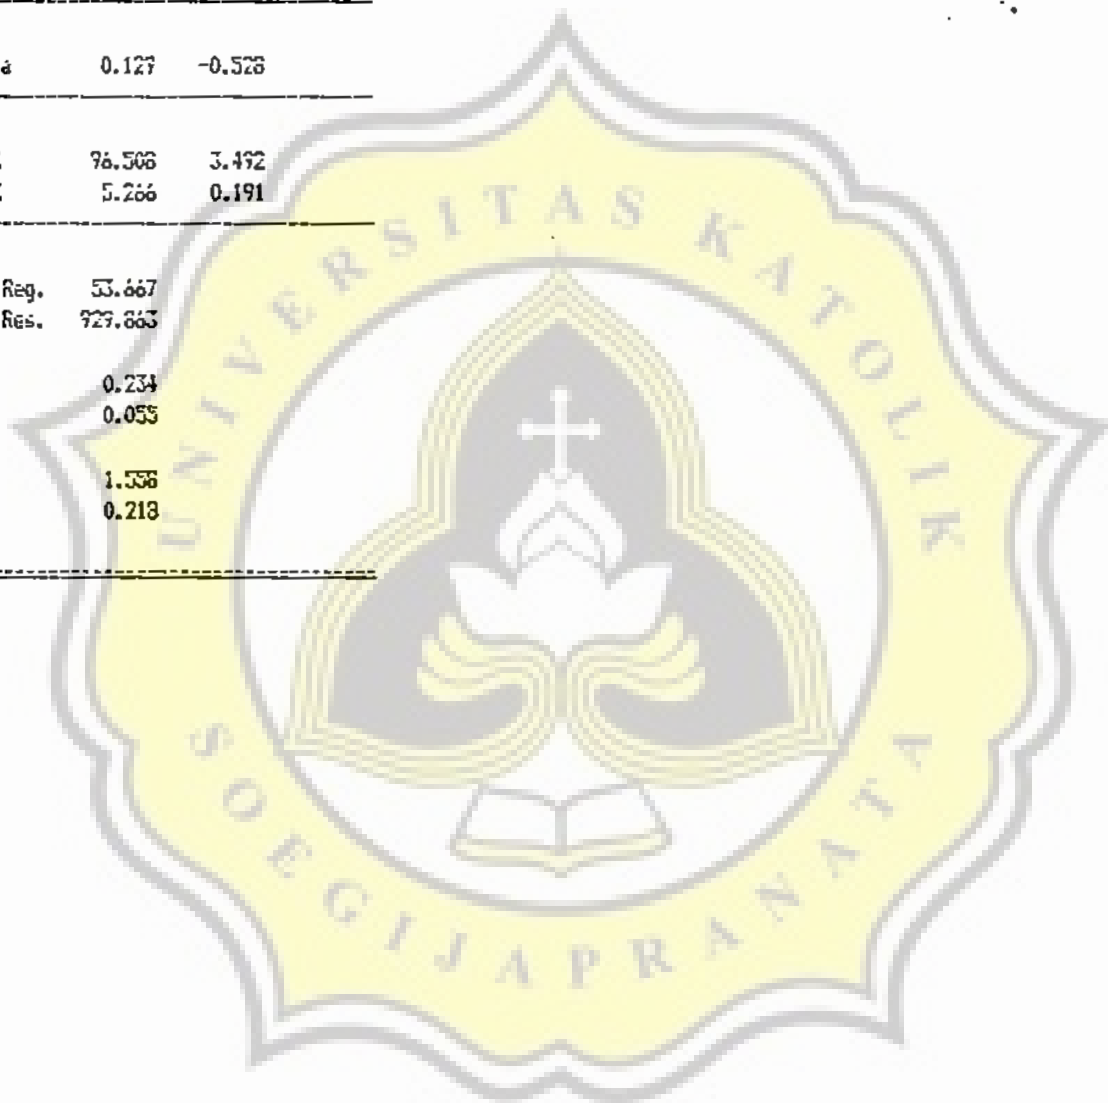 a 0.127 -0.528
96.508 3.492
5.266 0.191
Reg. 53.667
Res. 929.863
0.234
0.055
1.558
0.218
UNIVERSITAS KATOLIK
SOEGIJAPRANATA